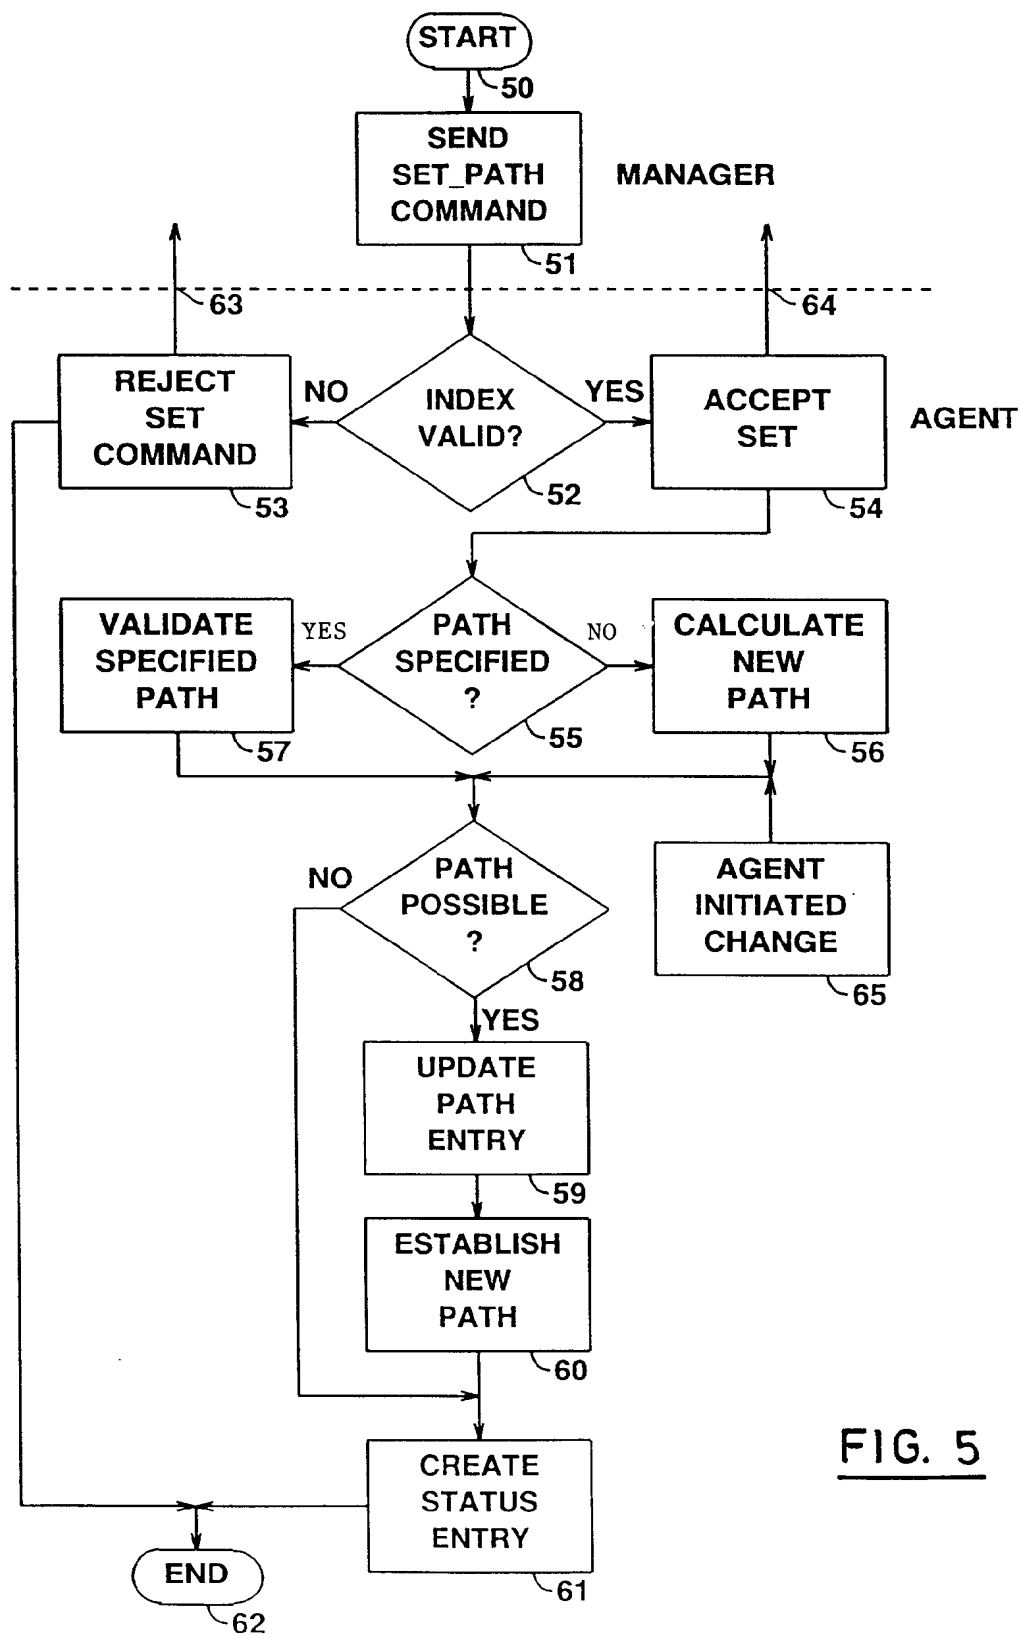 START
50
SEND
SET_PATH
COMMAND
MANAGER
51
63
64
REJECT
SET
COMMAND
NO
INDEX
VALID?
YES
ACCEPT
SET
AGENT
53
52
54
VALIDATE
SPECIFIED
PATH
YES
PATH
SPECIFIED
?
NO
CALCULATE
NEW
PATH
57
55
56
NO
PATH
POSSIBLE
?
AGENT
INITIATED
CHANGE
58
65
YES
UPDATE
PATH
ENTRY
59
ESTABLISH
NEW
PATH
60
FIG. 5
CREATE
STATUS
ENTRY
61
END
62